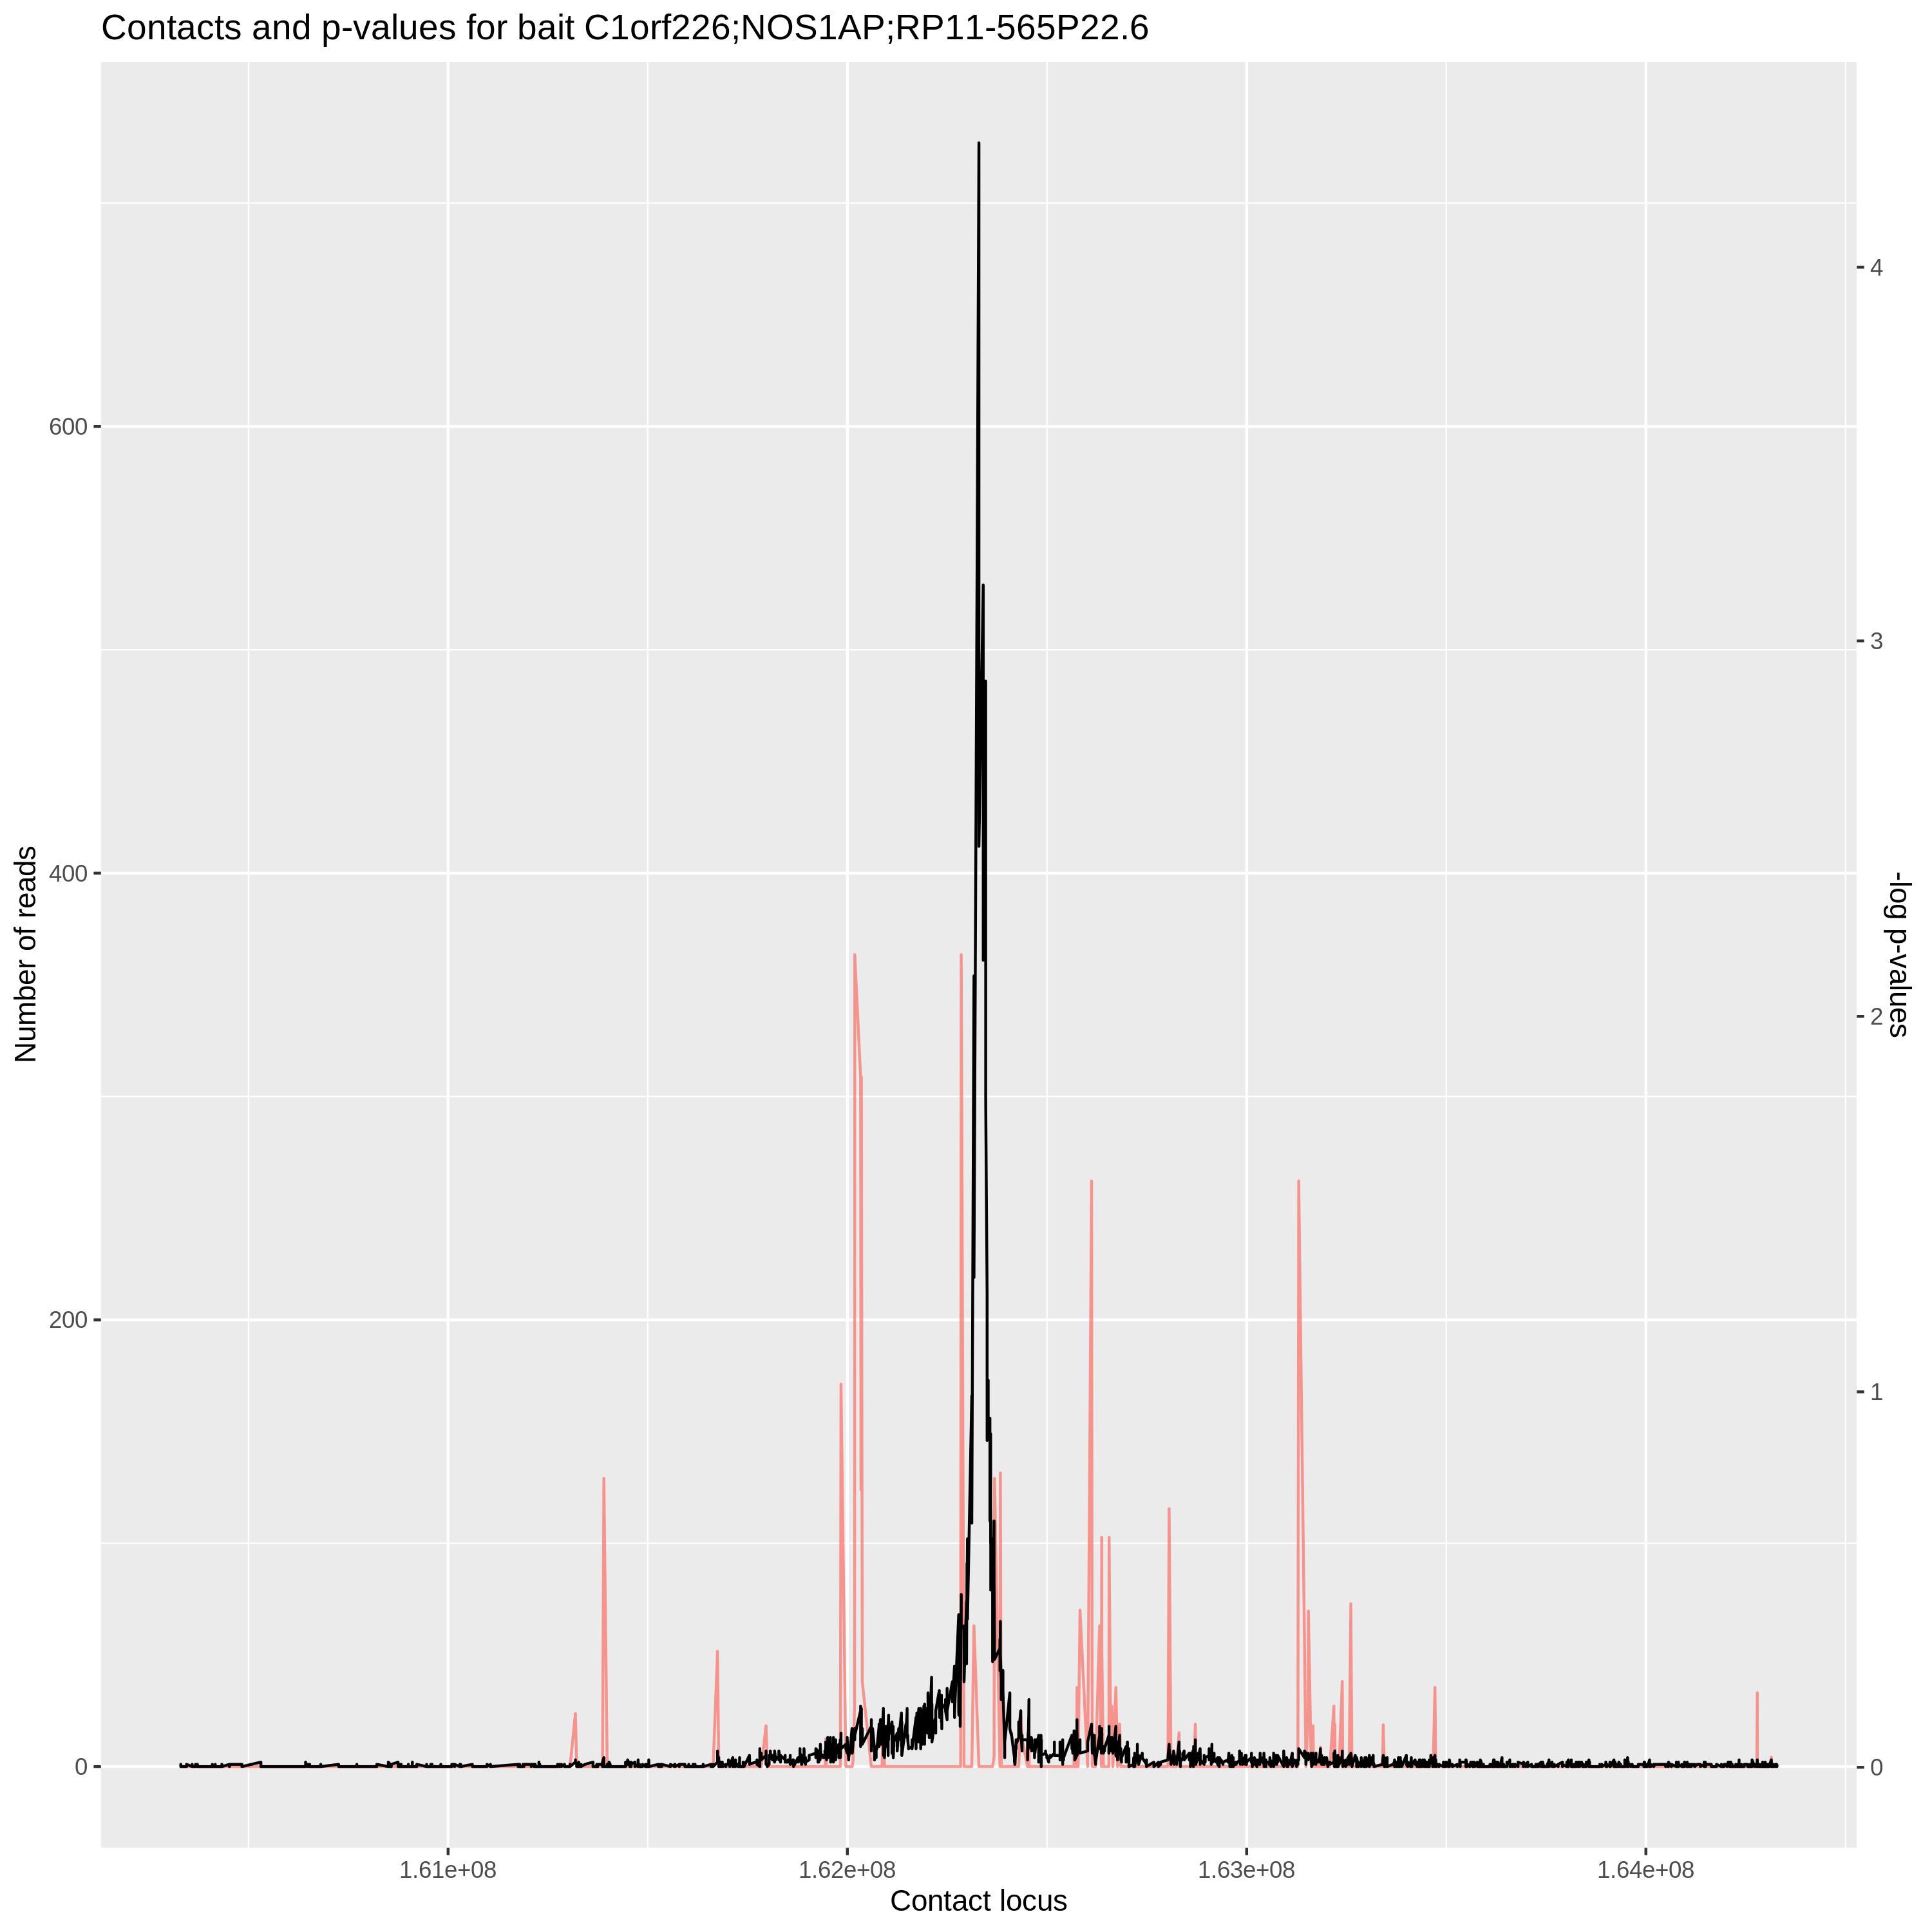 Contacts and p-values for bait C1orf226;NOS1AP;RP11-565P22.6
Number of reads
600
400
200
0
4
3
2
1
0
-log p-values
1.61e+08
1.62e+08
1.63e+08
1.64e+08
Contact locus